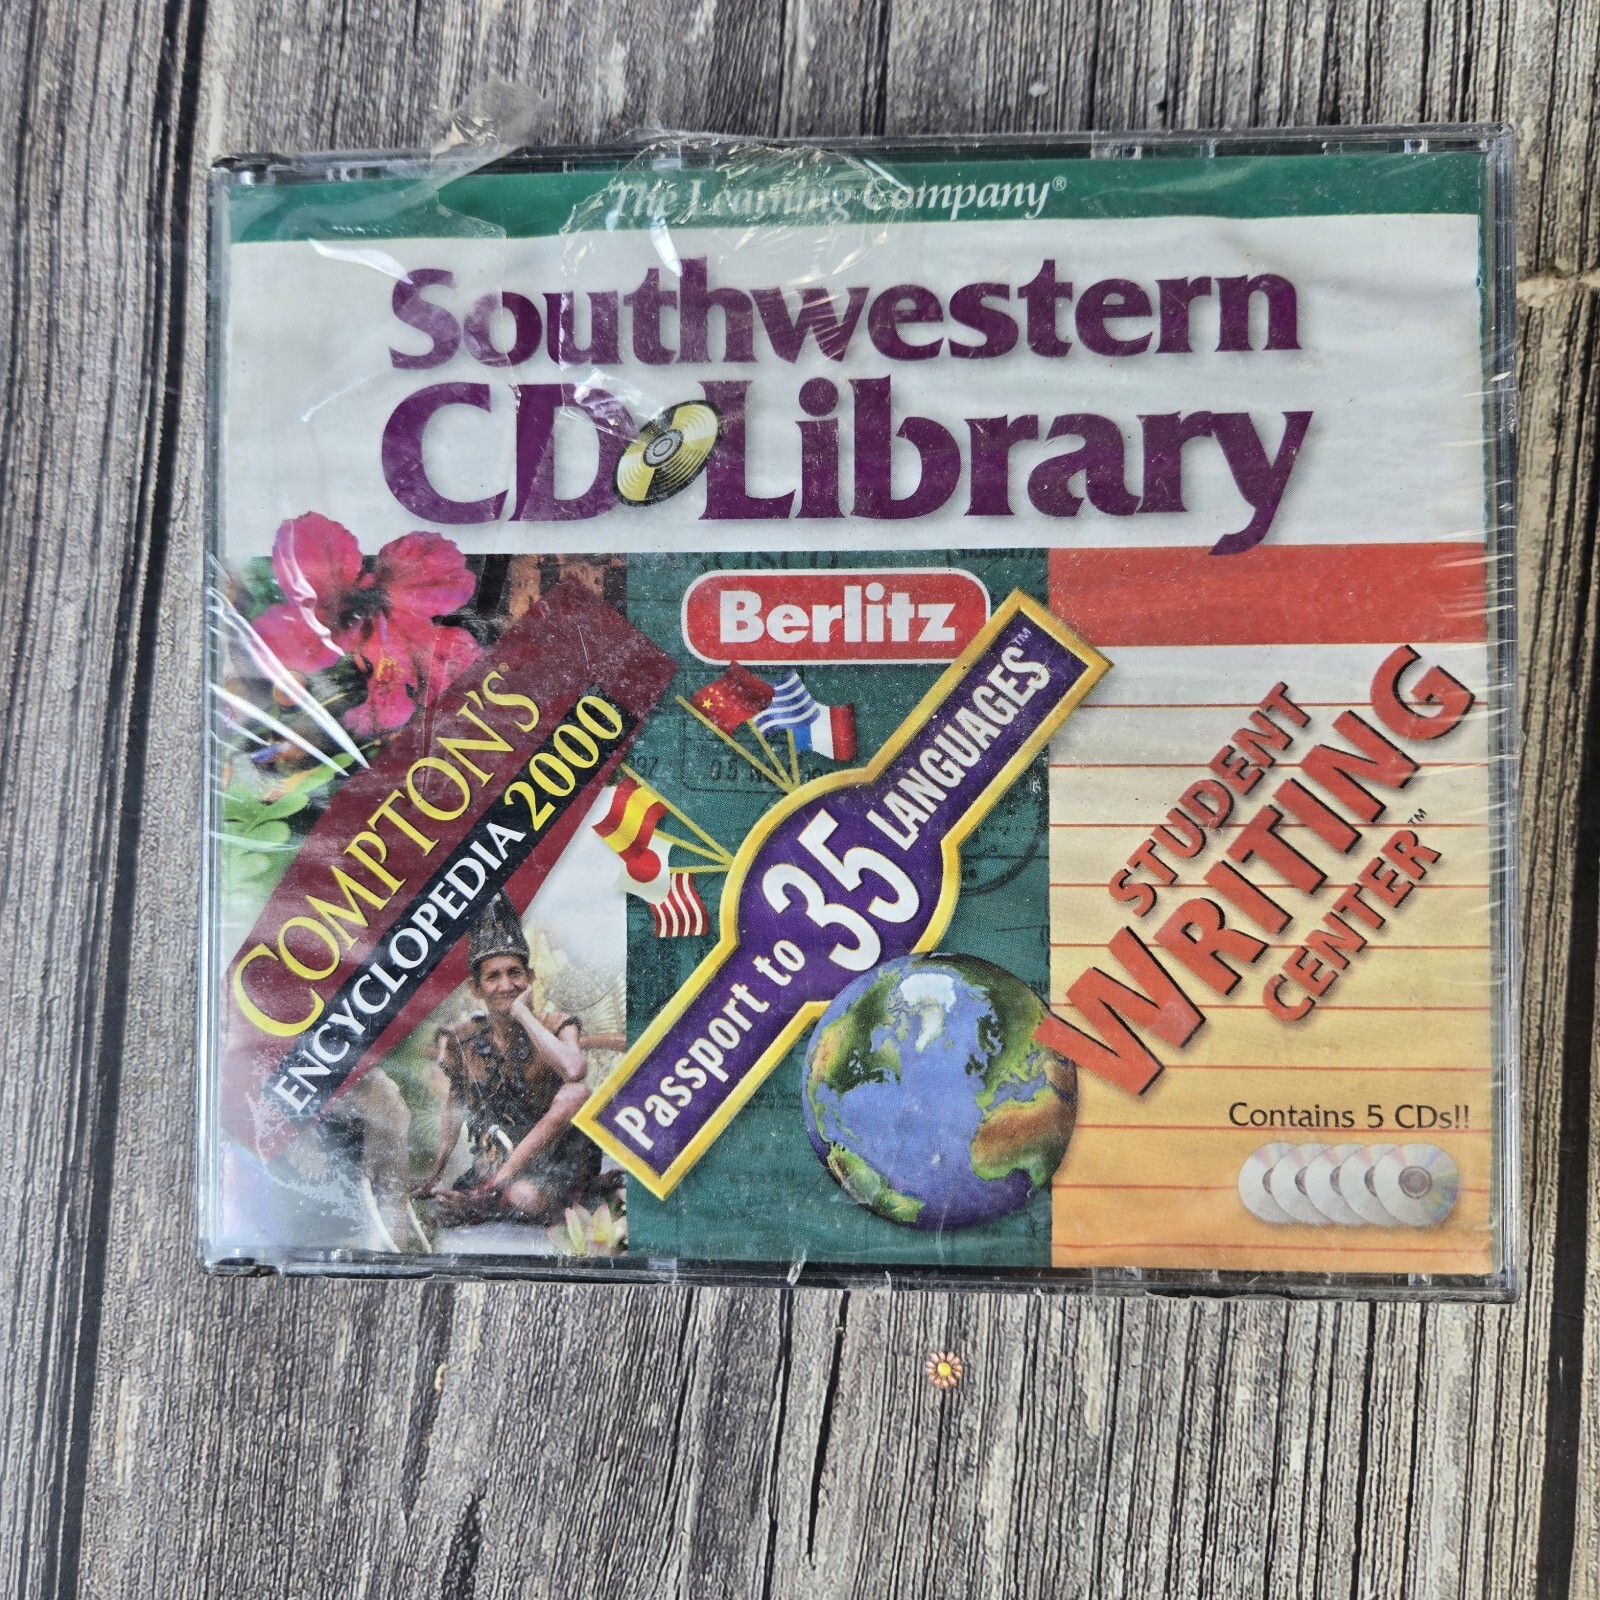 The Learning Company®
Southwestern
CD Library
COMPTON'S®
ENCYCLOPEDIA 2000
Berlitz
Passport to 35 LANGUAGES™
STUDENT
WRITING
CENTER™
Contains 5 CDs!!